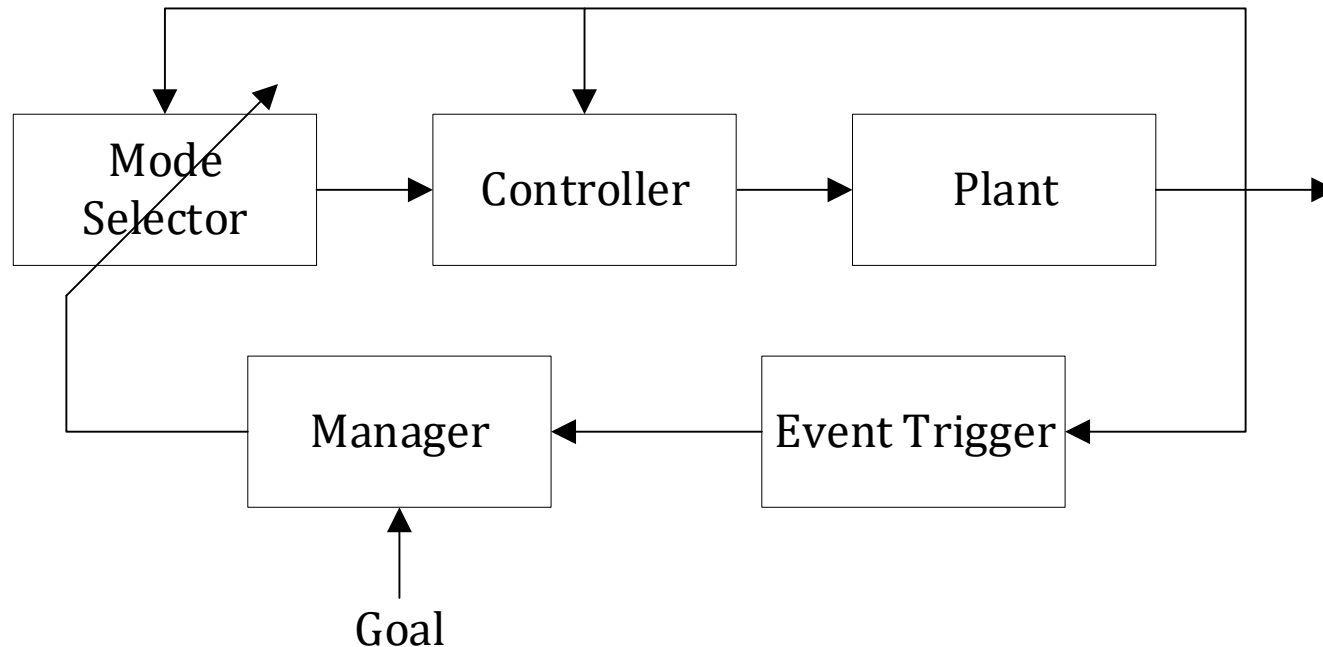 Mode
Selector
Controller
Plant
Manager
Event Trigger
Goal